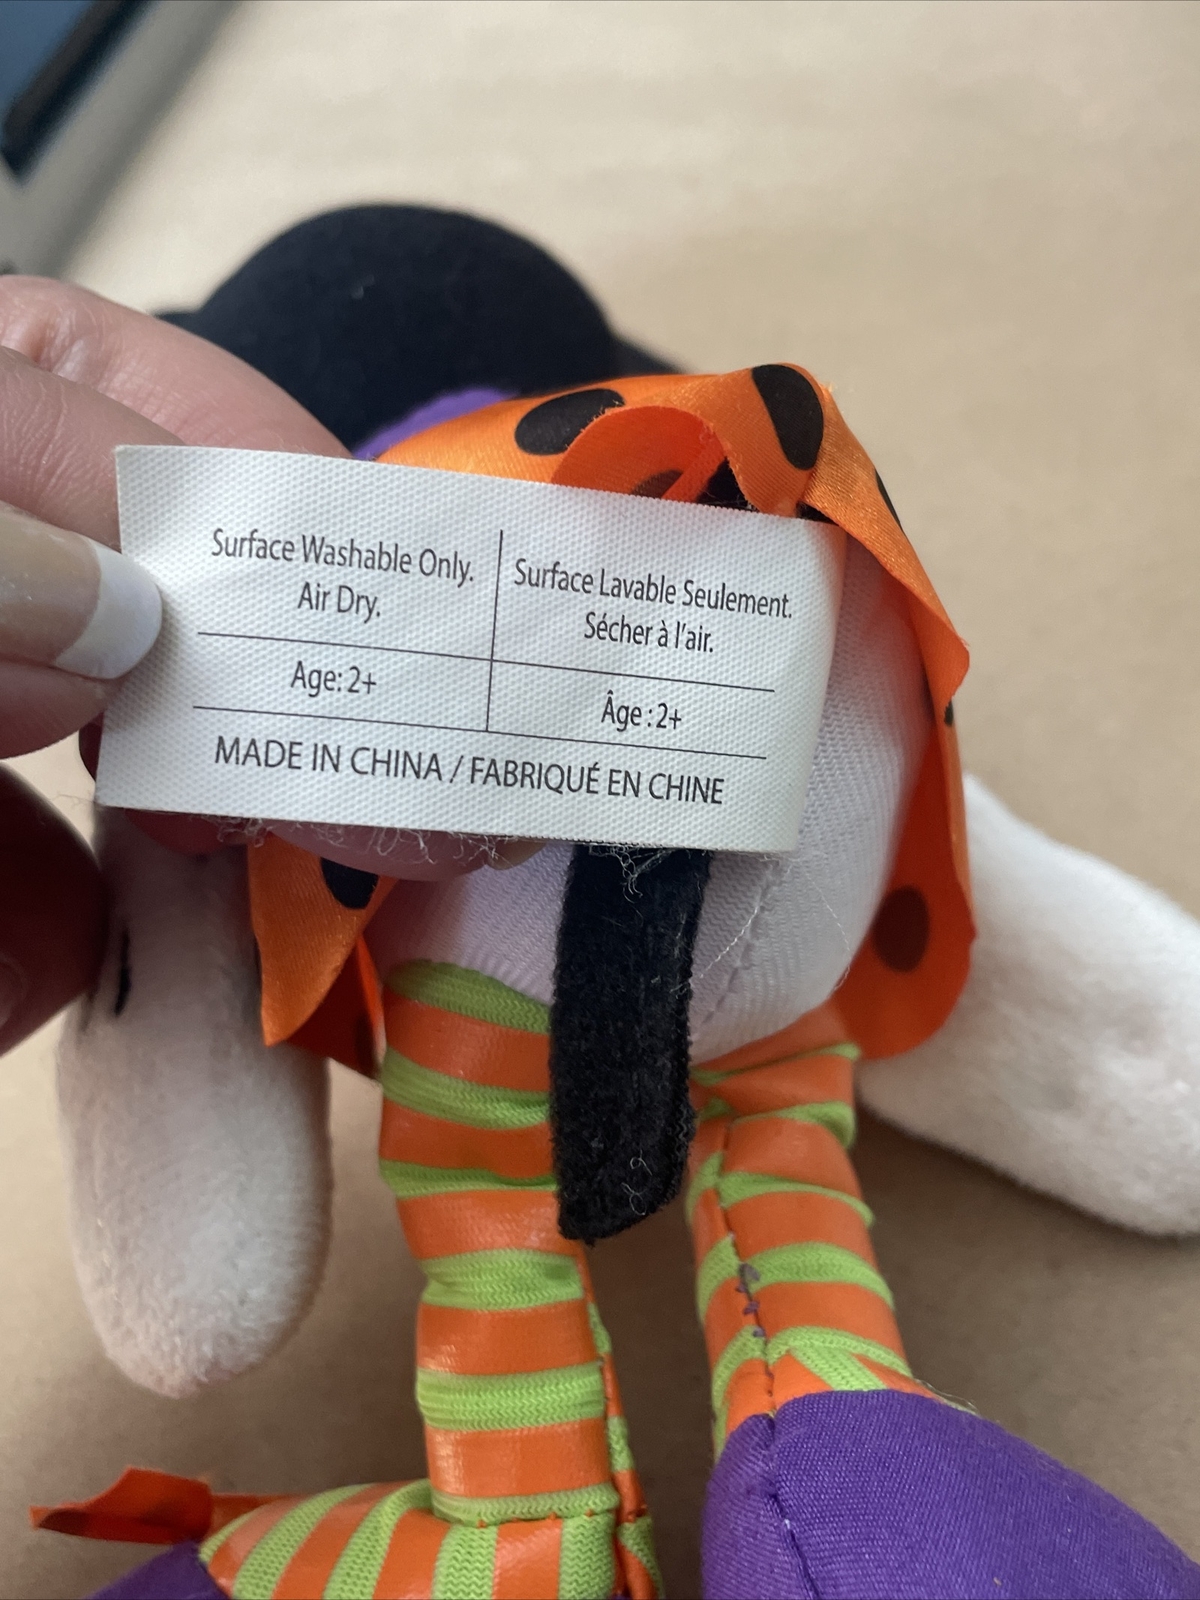 Surface Washable Only.
Air Dry.
Surface Lavable Seulement.
Sécher à l'air.
Age: 2+
Âge : 2+
MADE IN CHINA / FABRIQUÉ EN CHINE